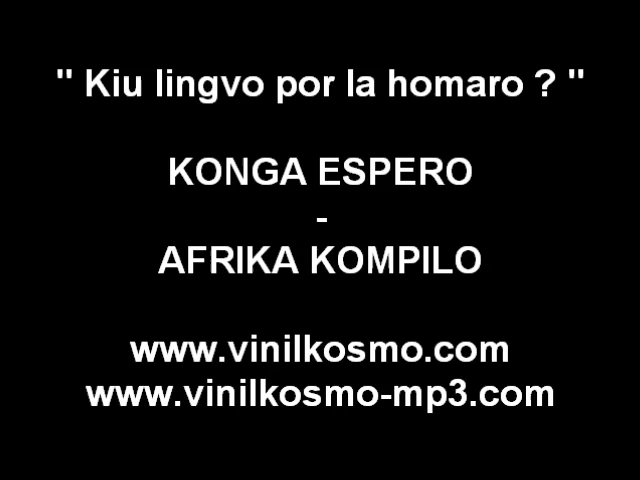 " Kiu lingvo por la homaro ? "
KONGA ESPERO
-
AFRIKA KOMPILO
www.vinilkosmo.com
www.vinilkosmo-mp3.com